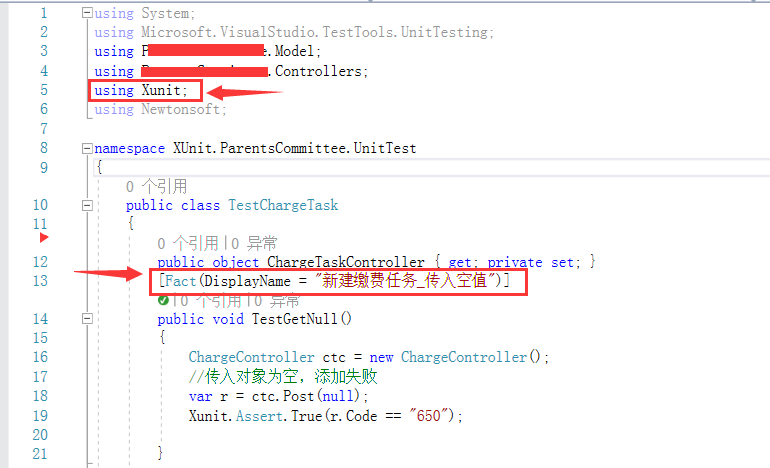 1 using System;
2 using Microsoft.VisualStudio.TestTools.UnitTesting;
3 using .Model;
4 using .Controllers;
5 using Xunit;
6 using Newtonsoft;
7
8 namespace XUnit.ParentsCommittee.UnitTest
9 {
0 个引用
10 public class TestChargeTask
11 {
0 个引用|0 异常
12 public object ChargeTaskController { get; private set; }
13 [Fact(DisplayName = "新建缴费任务_传入空值")]
|0 个引用|0 异常
14 public void TestGetNull()
15 {
16 ChargeController ctc = new ChargeController();
17 //传入对象为空，添加失败
18 var r = ctc.Post(null);
19 Xunit.Assert.True(r.Code == "650");
20
21 }